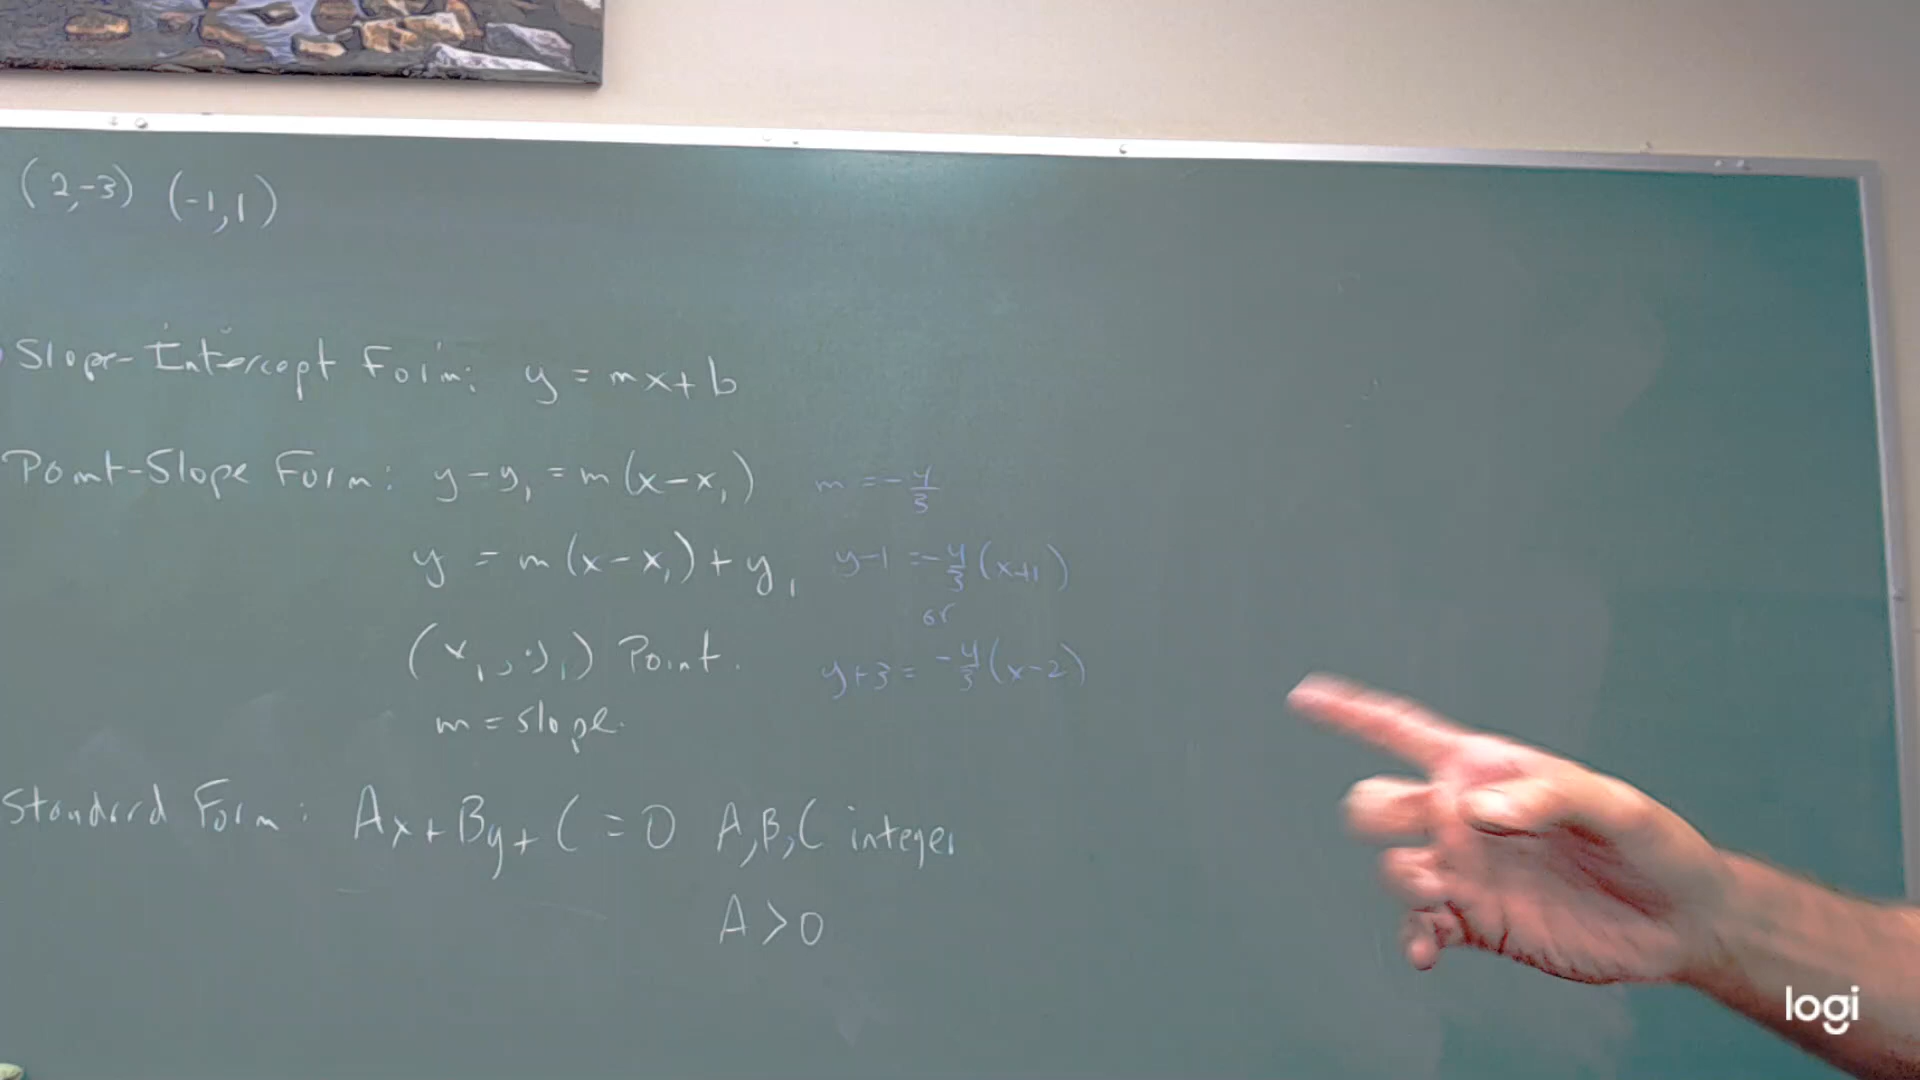 (2,-3) (-1,1)
Slope-Intercept Form: y = mx+b
Point-Slope Form: y-y₁ = m(x-x₁) m = -4/3
y = m(x-x₁)+y₁ y-1 = -4/3(x+1)
or
(x₁,y₁) Point. y+3 = -4/3(x-2)
m = slope.
Standard Form: Ax+By+C=0 A,B,C integer
A>0
logi